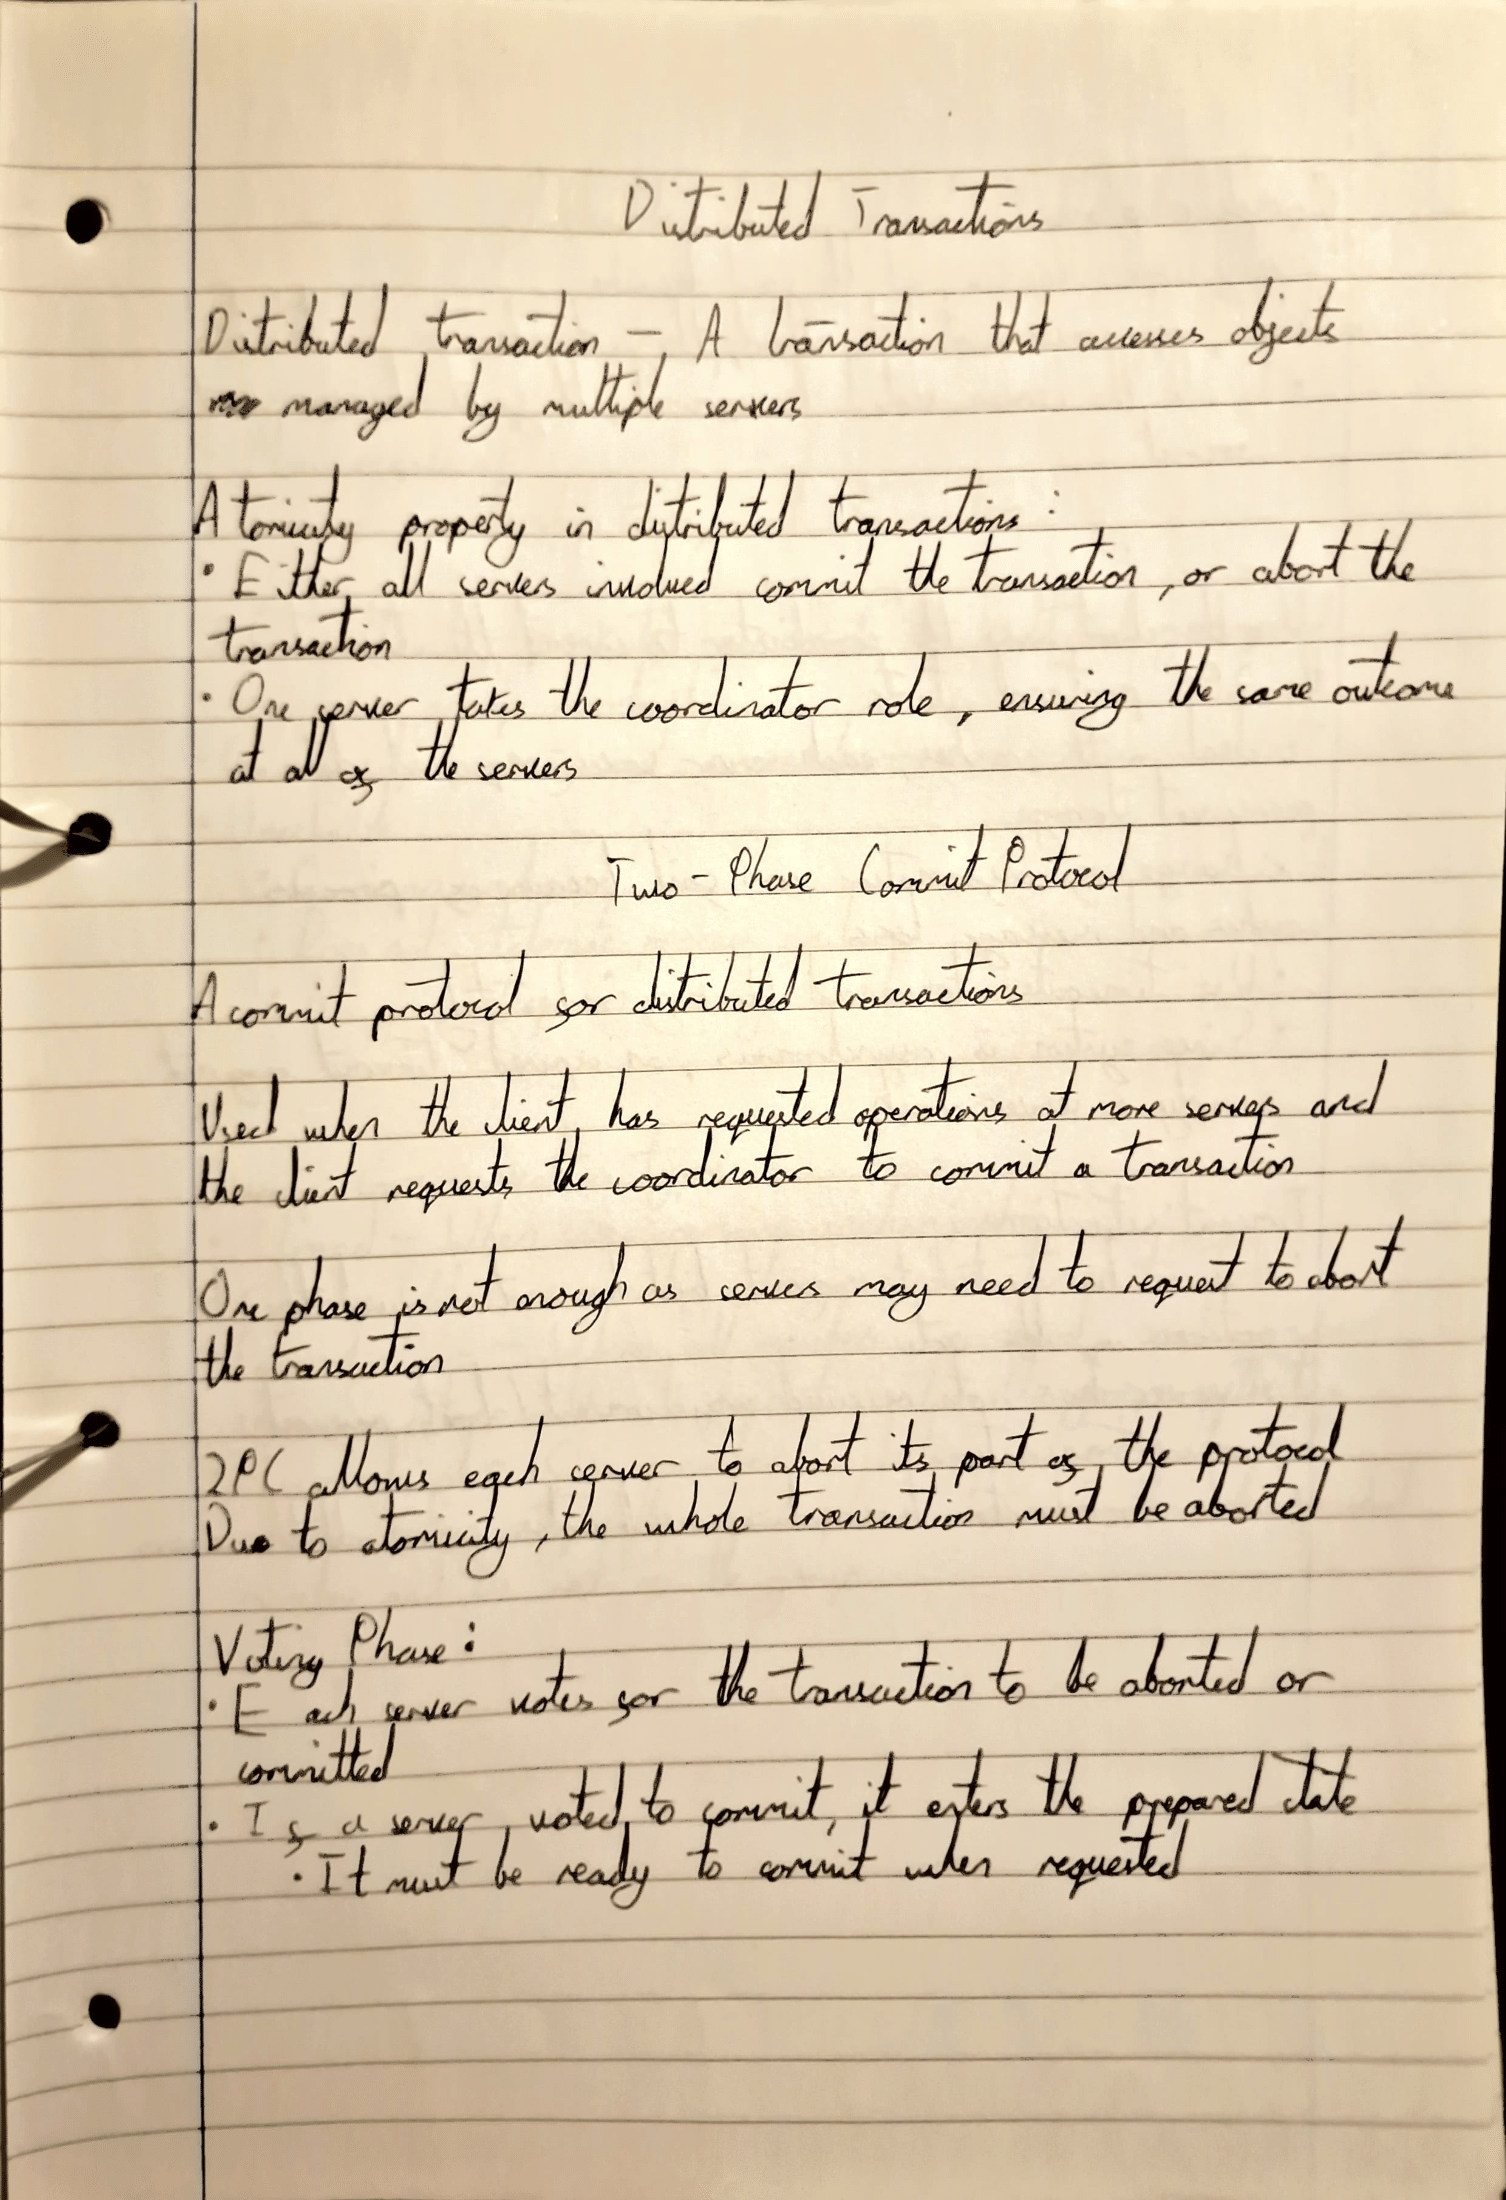 Distributed Transactions
Distributed transaction - A transaction that accesses objects
managed by multiple servers
Atomicity property in distributed transactions:
• Either all servers involved commit the transaction, or abort the
transaction
• One server takes the coordinator role, ensuring the same outcome
at all of the servers
Two-Phase Commit Protocol
A commit protocol for distributed transactions
Used when the client has requested operations at more servers and
the client requests the coordinator to commit a transaction
One phase is not enough as servers may need to request to abort
the transaction
2PC allows each server to abort its part of the protocol
Due to atomicity, the whole transaction must be aborted
Voting Phase:
• Each server votes for the transaction to be aborted or
committed
• If a server voted to commit, it enters the prepared state
• It must be ready to commit when requested